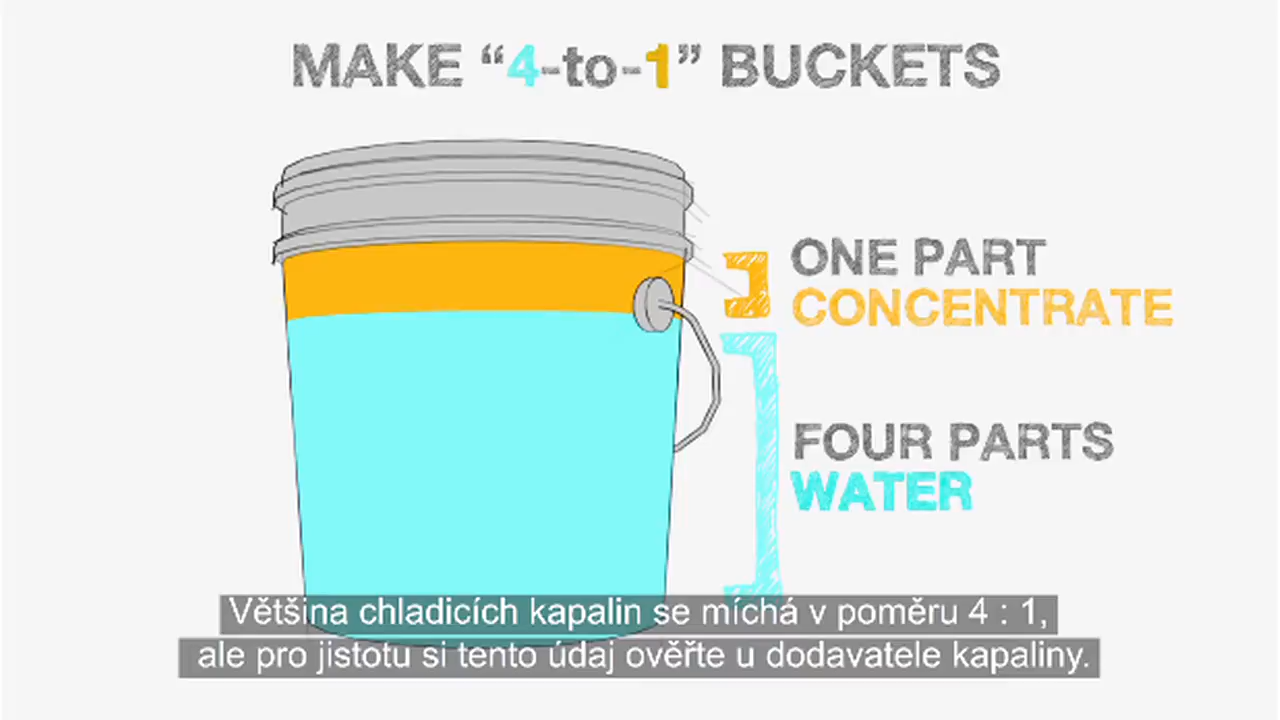 MAKE “4-to-1” BUCKETS
ONE PART
CONCENTRATE
FOUR PARTS
WATER
Většina chladicích kapalin se míchá v poměru 4 : 1,
ale pro jistotu si tento údaj ověřte u dodavatele kapaliny.